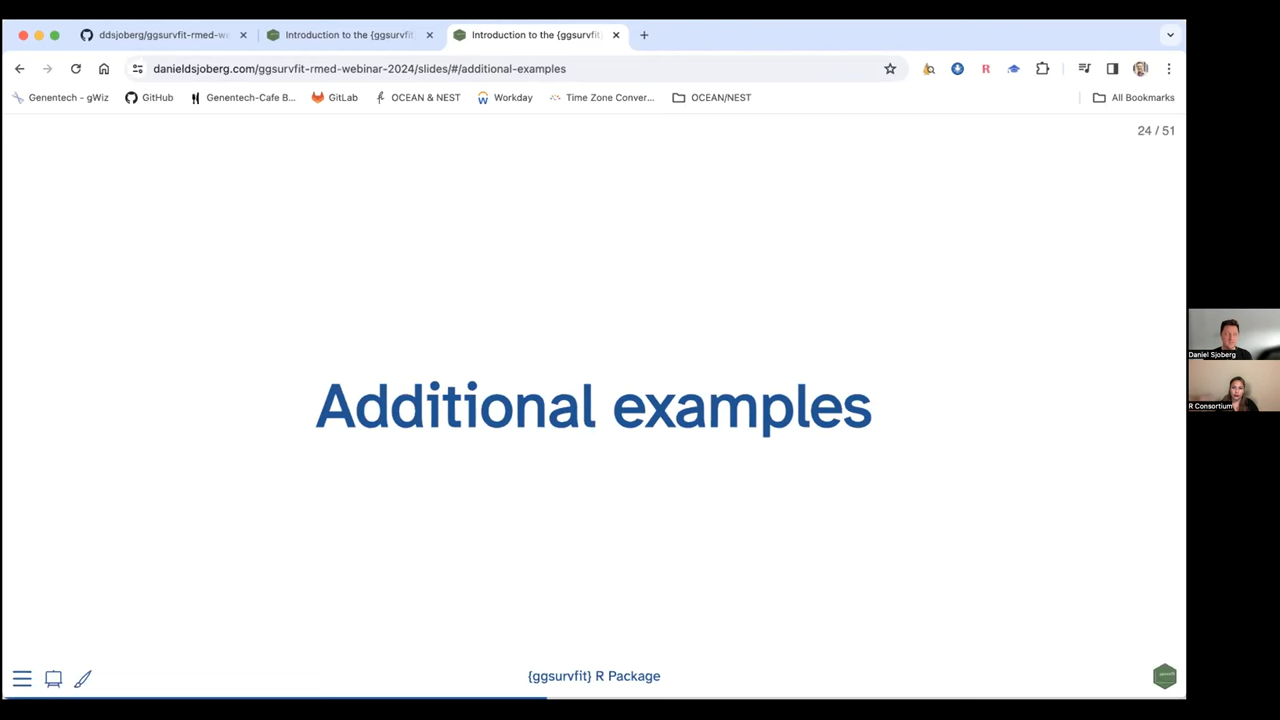 ddsjoberg/ggsurvfit-rmed-we
Introduction to the {ggsurvfit}
Introduction to the {ggsurvfit}
danieldsjoberg.com/ggsurvfit-rmed-webinar-2024/slides/#/additional-examples
Genentech - gWiz
GitHub
Genentech-Cafe B...
GitLab
OCEAN & NEST
Workday
Time Zone Conver...
OCEAN/NEST
All Bookmarks
24 / 51
Additional examples
Daniel Sjoberg
R Consortium
{ggsurvfit} R Package